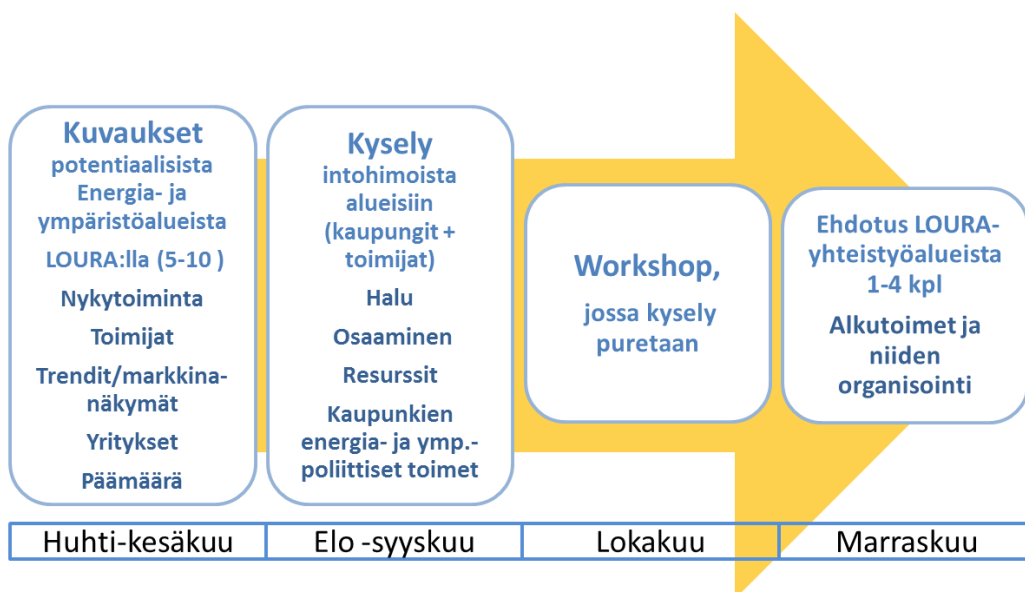 Kuvaukset
potentiaalisista
Energia- ja
ympäristöalueista
LOURA:lla (5-10 )
Nykytoiminta
Toimijat
Trendit/markkina-
näkymät
Yritykset
Päämäärä
Kysely
intohimoista
alueisiin
(kaupungit +
toimijat)
Halu
Osaaminen
Resurssit
Kaupunkien
energia- ja ymp.-
poliittiset toimet
Workshop,
jossa kysely
puretaan
Ehdotus LOURA-
yhteistyöalueista
1-4 kpl
Alkutoimet ja
niiden
organisointi
Huhti-kesäkuu
Elo -syyskuu
Lokakuu
Marraskuu